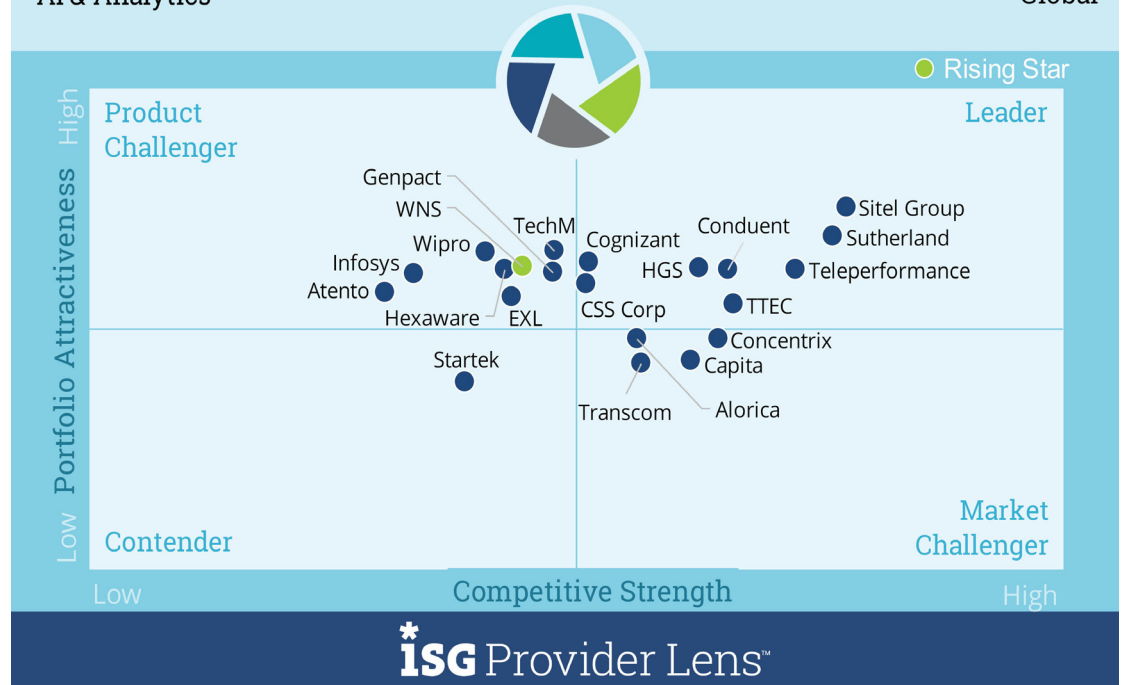 AI & Analytics
Global
Rising Star
High
Product
Challenger
Leader
Genpact
WNS
TechM
Wipro
Infosys
Atento
Hexaware
EXL
Cognizant
CSS Corp
Conduent
HGS
Sitel Group
Sutherland
Teleperformance
TTEC
Concentrix
Capita
Alorica
Transcom
Startek
Portfolio Attractiveness
Low
Contender
Market
Challenger
Low
Competitive Strength
High
ISG Provider Lens™